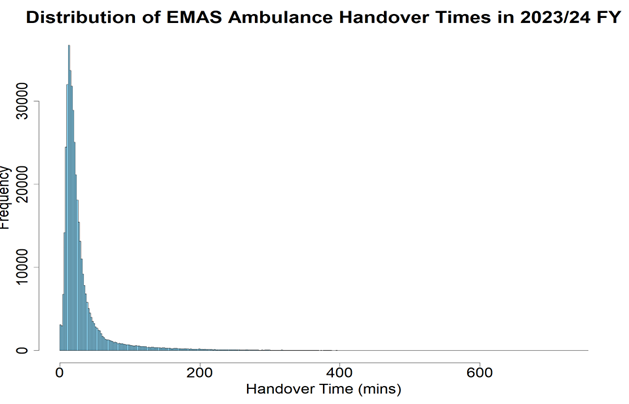 Distribution of EMAS Ambulance Handover Times in 2023/24 FY
Frequency
30000
20000
10000
0
0 200 400 600
Handover Time (mins)